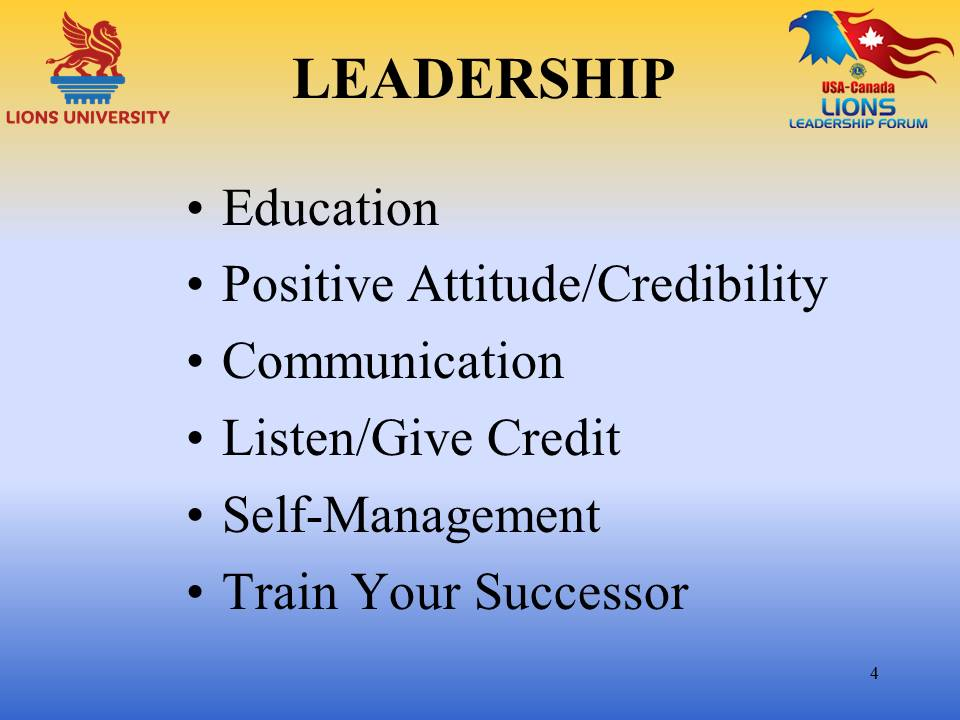 LEADERSHIP
LIONS UNIVERSITY
USA-Canada
LIONS
LEADERSHIP FORUM
• Education
• Positive Attitude/Credibility
• Communication
• Listen/Give Credit
• Self-Management
• Train Your Successor
4